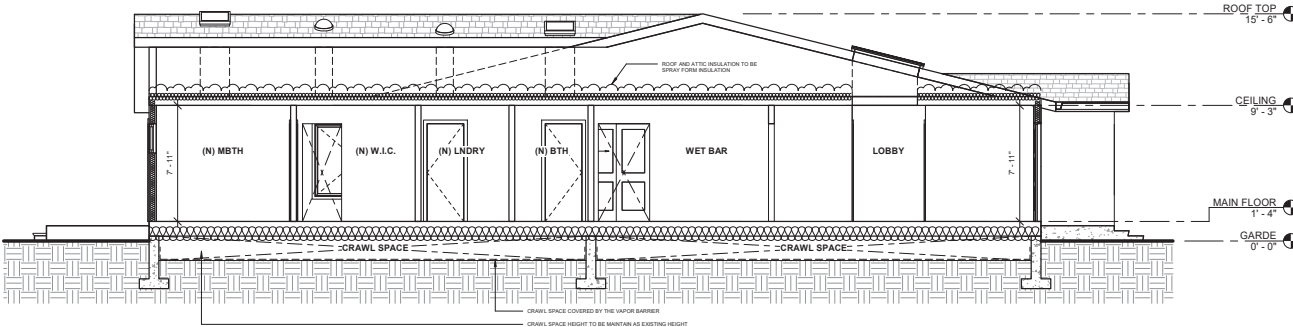 ROOF TOP
15' - 6"
ROOF AND ATTIC INSULATION TO BE
SPRAY FORM INSULATION
CEILING
9' - 3"
7' - 11"
(N) MBTH
(N) W.I.C.
(N) LNDRY
(N) BTH
WET BAR
LOBBY
7' - 11"
MAIN FLOOR
1' - 4"
GARDE
0' - 0"
CRAWL SPACE
CRAWL SPACE
CRAWL SPACE COVERED BY THE VAPOR BARRIER
CRAWL SPACE HEIGHT TO BE MAINTAIN AS EXISTING HEIGHT